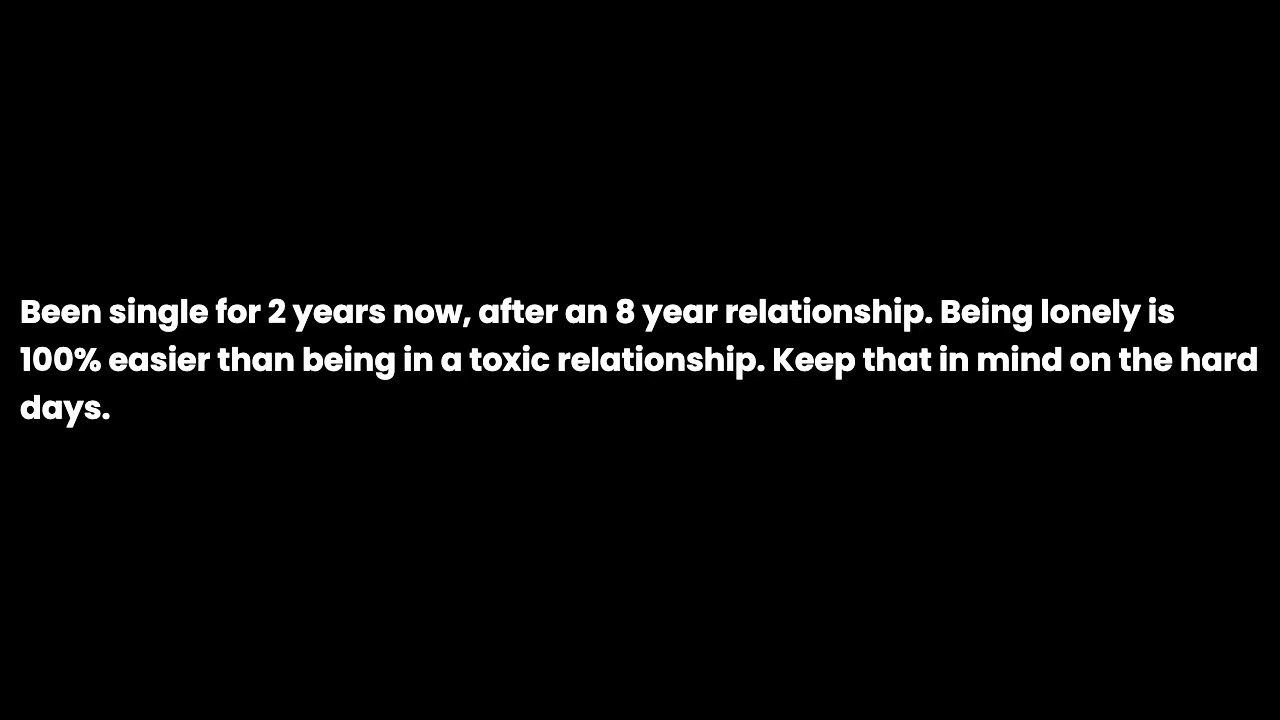 Been single for 2 years now, after an 8 year relationship. Being lonely is
100% easier than being in a toxic relationship. Keep that in mind on the hard
days.